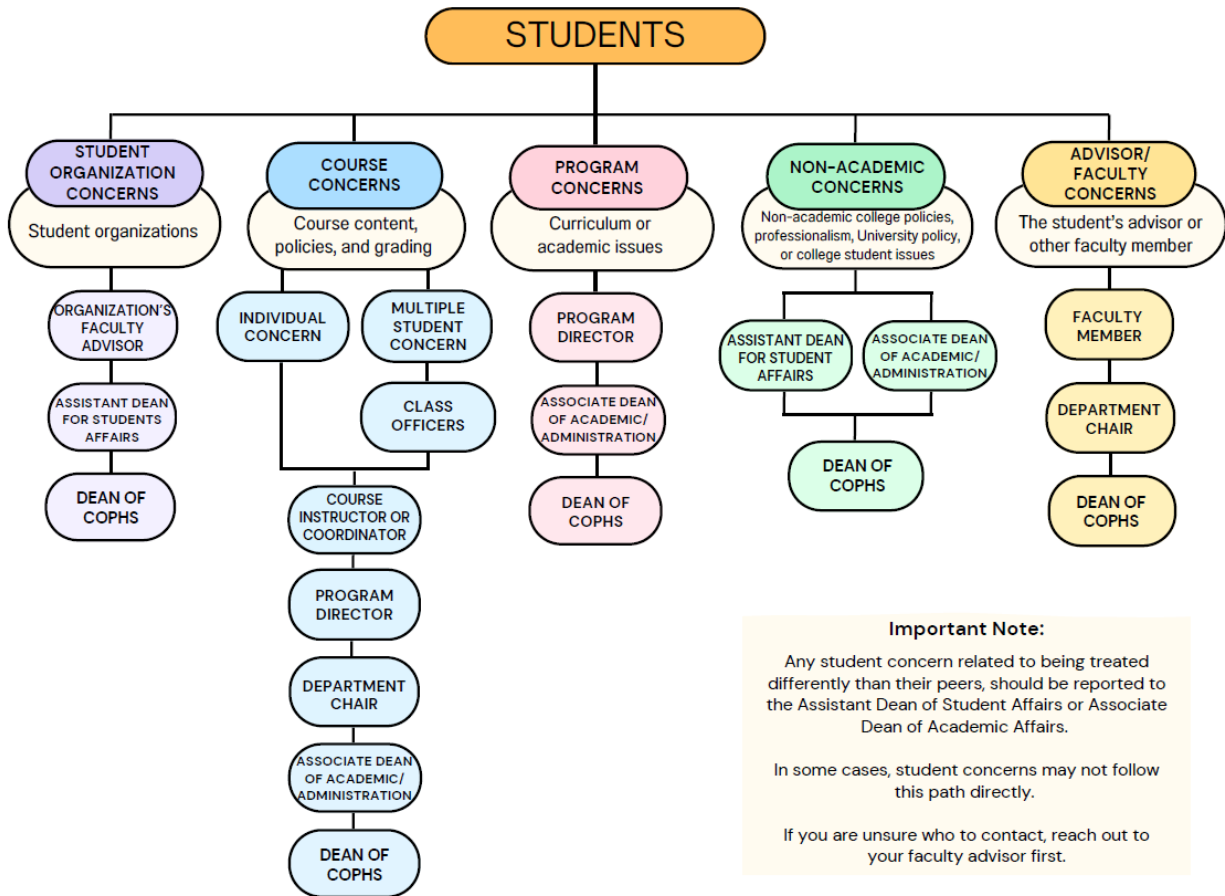 STUDENTS
STUDENT
ORGANIZATION
CONCERNS
Student organizations
ORGANIZATION'S
FACULTY
ADVISOR
ASSISTANT DEAN
FOR STUDENTS
AFFAIRS
DEAN OF
COPHS
COURSE
CONCERNS
Course content,
policies, and grading
INDIVIDUAL
CONCERN
MULTIPLE
STUDENT
CONCERN
CLASS
OFFICERS
COURSE
INSTRUCTOR OR
COORDINATOR
PROGRAM
DIRECTOR
DEPARTMENT
CHAIR
ASSOCIATE DEAN
OF ACADEMIC/
ADMINISTRATION
DEAN OF
COPHS
PROGRAM
CONCERNS
Curriculum or
academic issues
PROGRAM
DIRECTOR
ASSOCIATE DEAN
OF ACADEMIC/
ADMINISTRATION
DEAN OF
COPHS
NON-ACADEMIC
CONCERNS
Non-academic college policies,
professionalism, University policy,
or college student issues
ASSISTANT DEAN
FOR STUDENT
AFFAIRS
ASSOCIATE DEAN
OF ACADEMIC/
ADMINISTRATION
DEAN OF
COPHS
ADVISOR/
FACULTY
CONCERNS
The student's advisor or
other faculty member
FACULTY
MEMBER
DEPARTMENT
CHAIR
DEAN OF
COPHS
Important Note:
Any student concern related to being treated
differently than their peers, should be reported to
the Assistant Dean of Student Affairs or Associate
Dean of Academic Affairs.
In some cases, student concerns may not follow
this path directly.
If you are unsure who to contact, reach out to
your faculty advisor first.